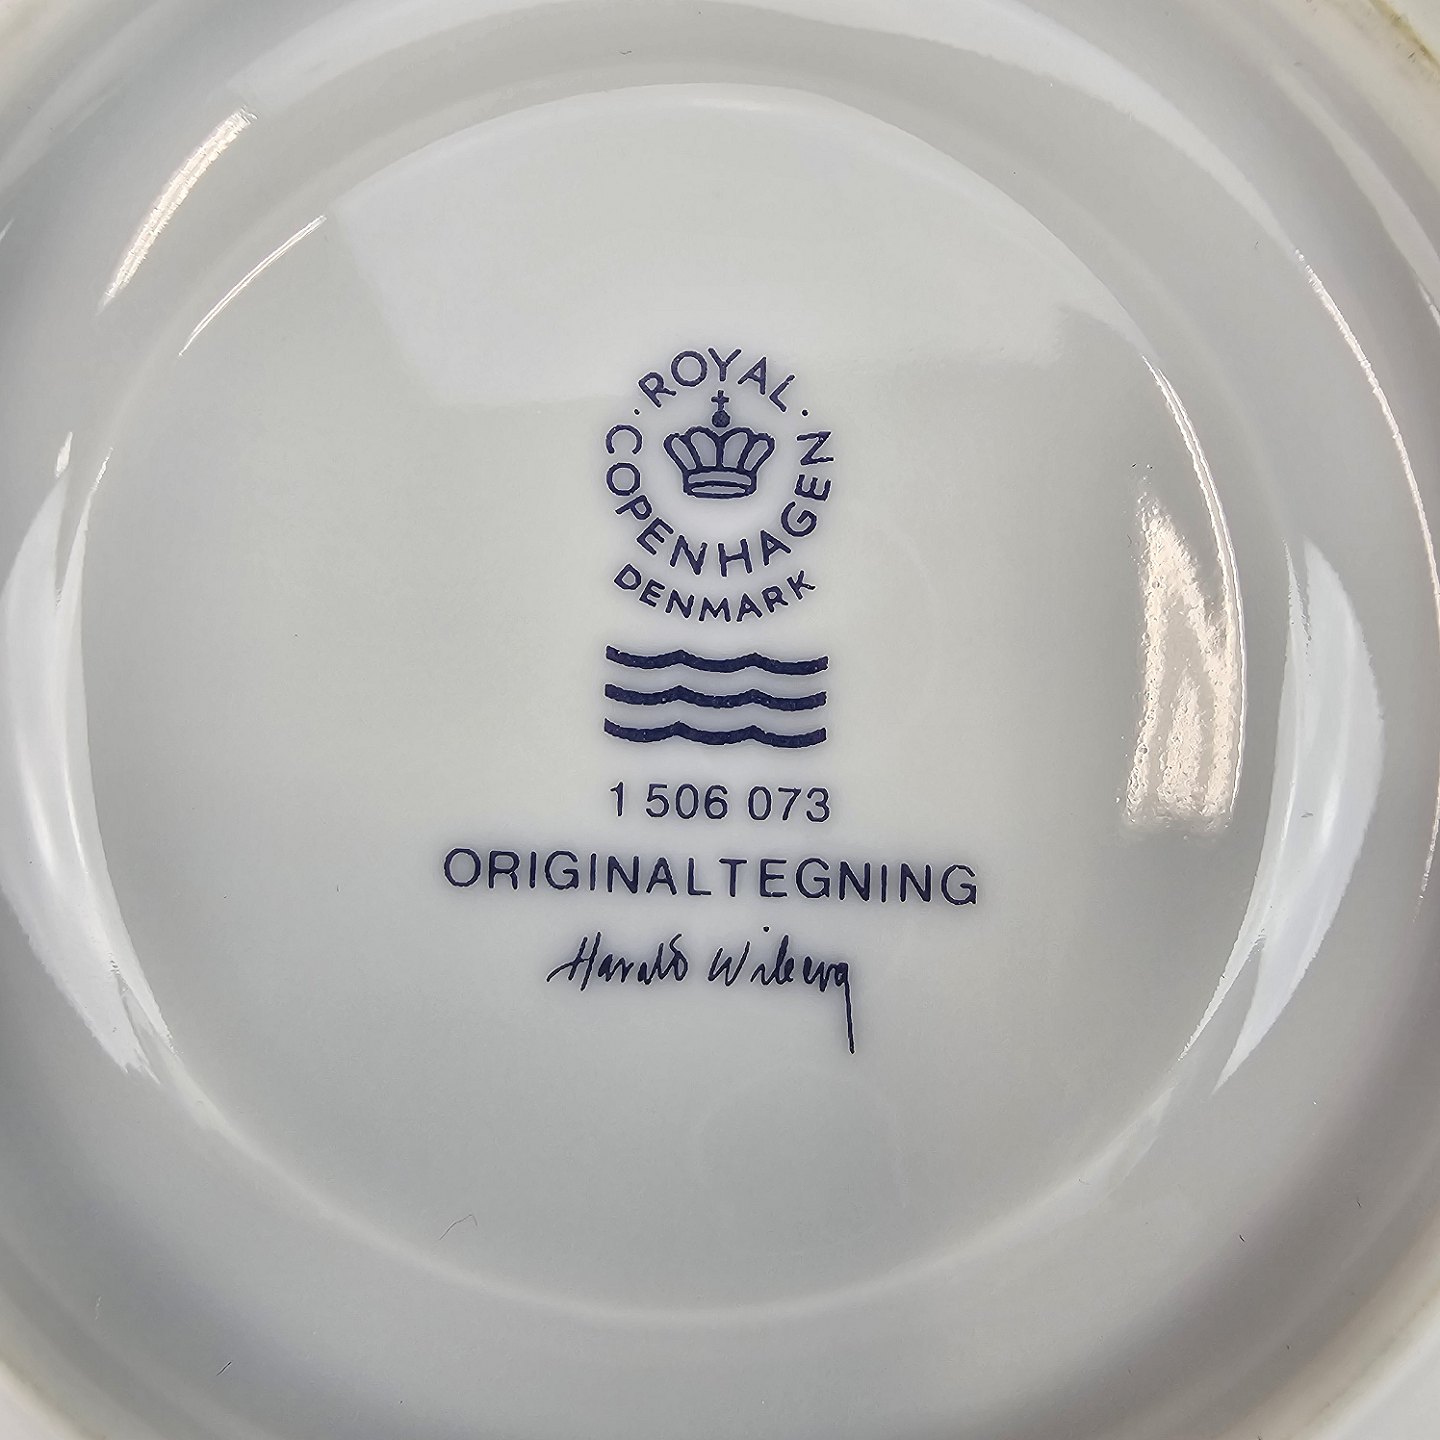 · ROYAL ·
COPENHAGEN
DENMARK
1 506 073
ORIGINALTEGNING
Harald Wiberg